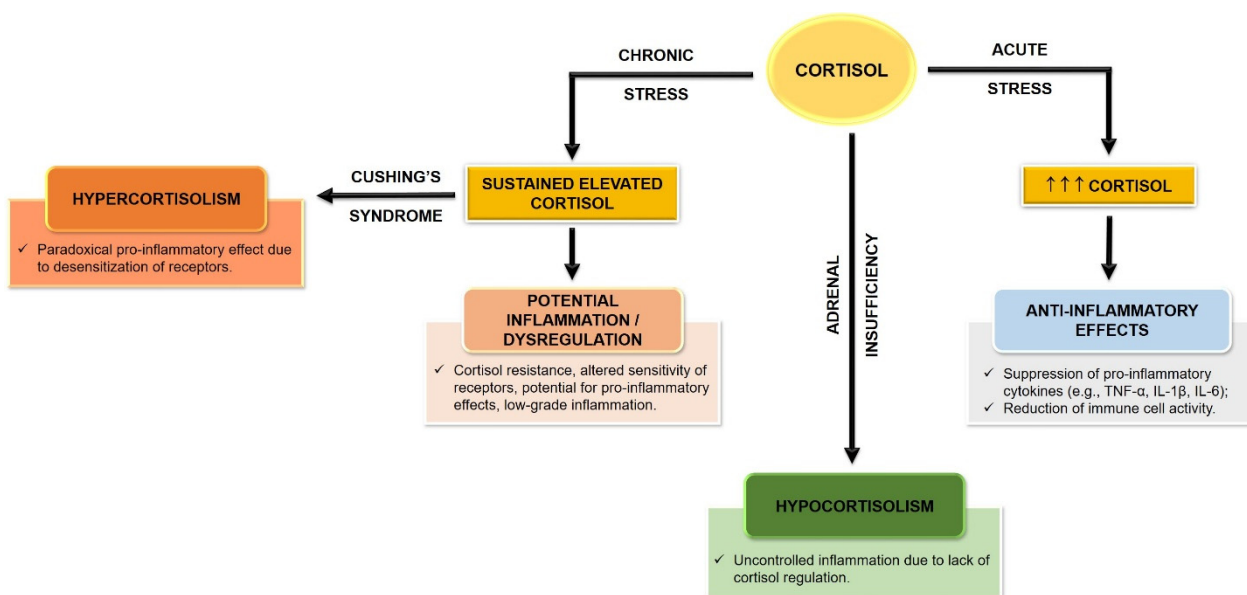 CORTISOL
CHRONIC
STRESS
ACUTE
STRESS
SUSTAINED ELEVATED
CORTISOL
↑↑↑ CORTISOL
CUSHING'S
SYNDROME
HYPERCORTISOLISM
✓ Paradoxical pro-inflammatory effect due
to desensitization of receptors.
POTENTIAL
INFLAMMATION /
DYSREGULATION
✓ Cortisol resistance, altered sensitivity of
receptors, potential for pro-inflammatory
effects, low-grade inflammation.
ADRENAL
INSUFFICIENCY
ANTI-INFLAMMATORY
EFFECTS
✓ Suppression of pro-inflammatory
cytokines (e.g., TNF-α, IL-1β, IL-6);
✓ Reduction of immune cell activity.
HYPOCORTISOLISM
✓ Uncontrolled inflammation due to lack of
cortisol regulation.